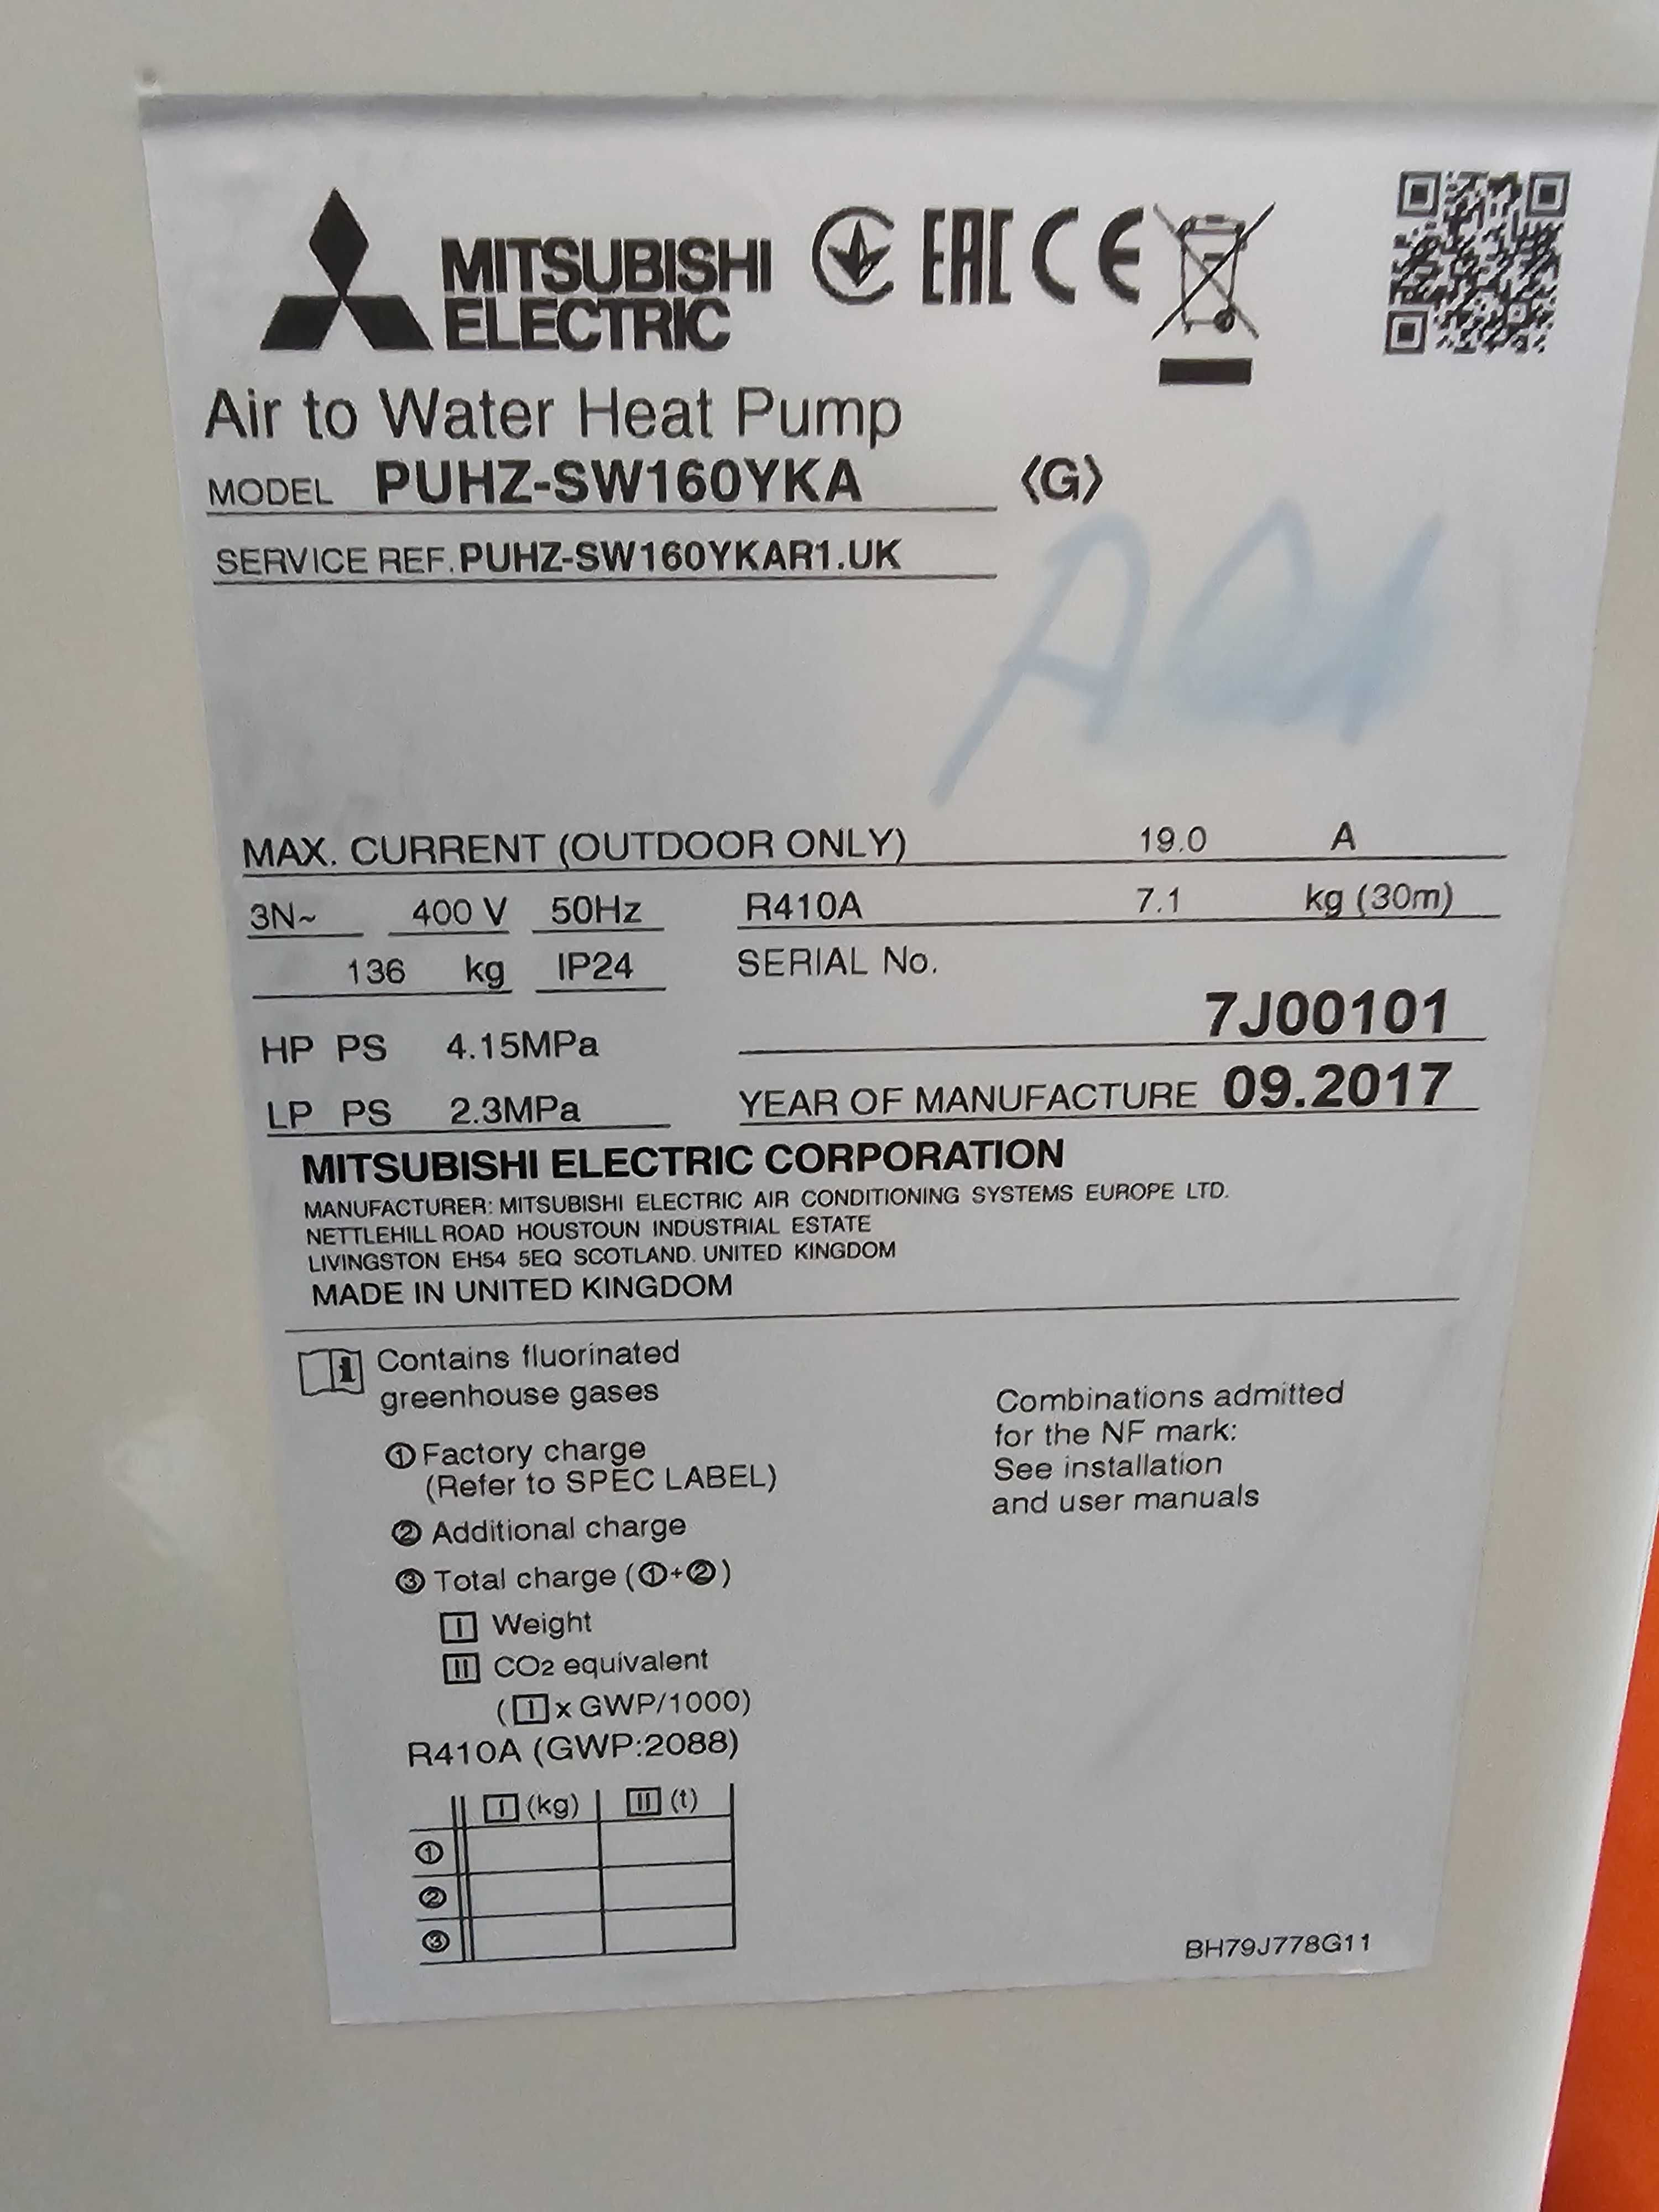 MITSUBISHI
ELECTRIC
EAC CE
Air to Water Heat Pump
MODEL PUHZ-SW160YKA 〈G〉
SERVICE REF. PUHZ-SW160YKAR1.UK
MAX. CURRENT (OUTDOOR ONLY) 19.0 A
3N~ 400 V 50Hz R410A 7.1 kg (30m)
136 kg IP24 SERIAL No.
7J00101
HP PS 4.15MPa
LP PS 2.3MPa YEAR OF MANUFACTURE 09.2017
MITSUBISHI ELECTRIC CORPORATION
MANUFACTURER: MITSUBISHI ELECTRIC AIR CONDITIONING SYSTEMS EUROPE LTD.
NETTLEHILL ROAD HOUSTOUN INDUSTRIAL ESTATE
LIVINGSTON EH54 5EQ SCOTLAND. UNITED KINGDOM
MADE IN UNITED KINGDOM
Contains fluorinated
greenhouse gases
① Factory charge
(Refer to SPEC LABEL)
② Additional charge
③ Total charge (①+②)
I Weight
II CO2 equivalent
(I x GWP/1000)
R410A (GWP:2088)
I (kg) II (t)
①
②
③
Combinations admitted
for the NF mark:
See installation
and user manuals
BH79J778G11